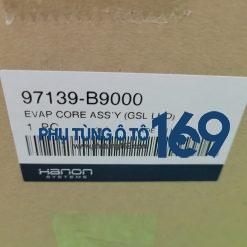 97139-B9000
EVAP CORE ASS'Y (GSL LHD)
1 PC
PHỤ TÙNG Ô TÔ 169
Hanon
SYSTEMS